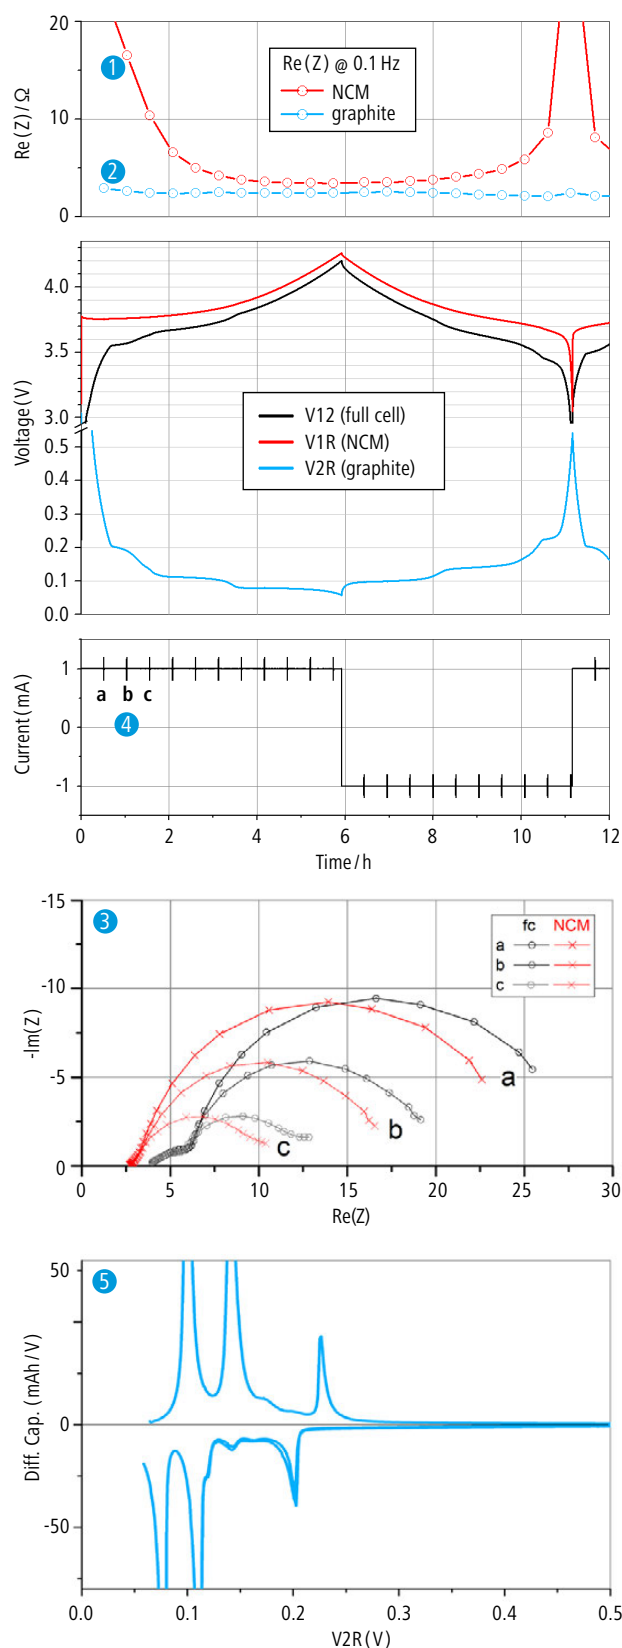 20
1
Re(Z) @ 0.1 Hz
NCM
graphite
10
Re(Z) / Ω
2
0
4.0
3.5
3.0
Voltage(V)
V12 (full cell)
V1R (NCM)
V2R (graphite)
0.5
0.4
0.3
0.2
0.1
0.0
1
a b c
4
0
-1
Current(mA)
0 2 4 6 8 10 12
Time/h
-15
3
fc NCM
a
b
c
-10
-Im(Z)
a
-5
b
c
0
0 5 10 15 20 25 30
Re(Z)
50
5
0
Diff. Cap. (mAh/V)
-50
0.0 0.1 0.2 0.3 0.4 0.5
V2R(V)